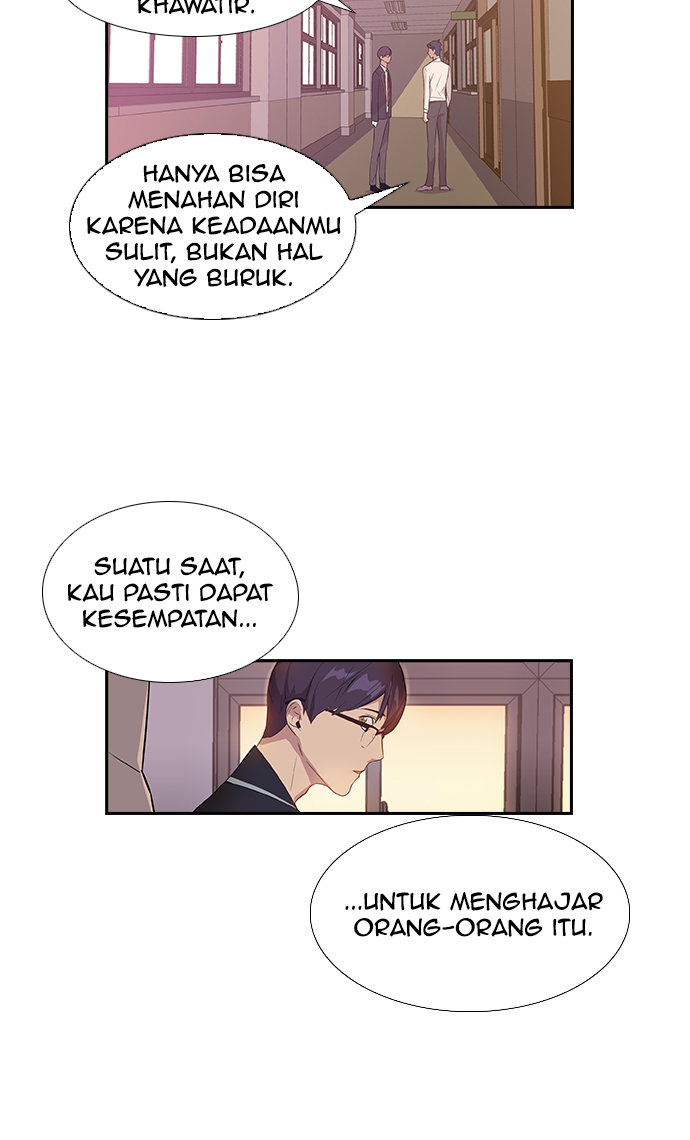 KHAWATIR.
HANYA BISA
MENAHAN DIRI
KARENA KEADAANMU
SULIT, BUKAN HAL
YANG BURUK.
SUATU SAAT,
KAU PASTI DAPAT
KESEMPATAN...
...UNTUK MENGHAJAR
ORANG-ORANG ITU.